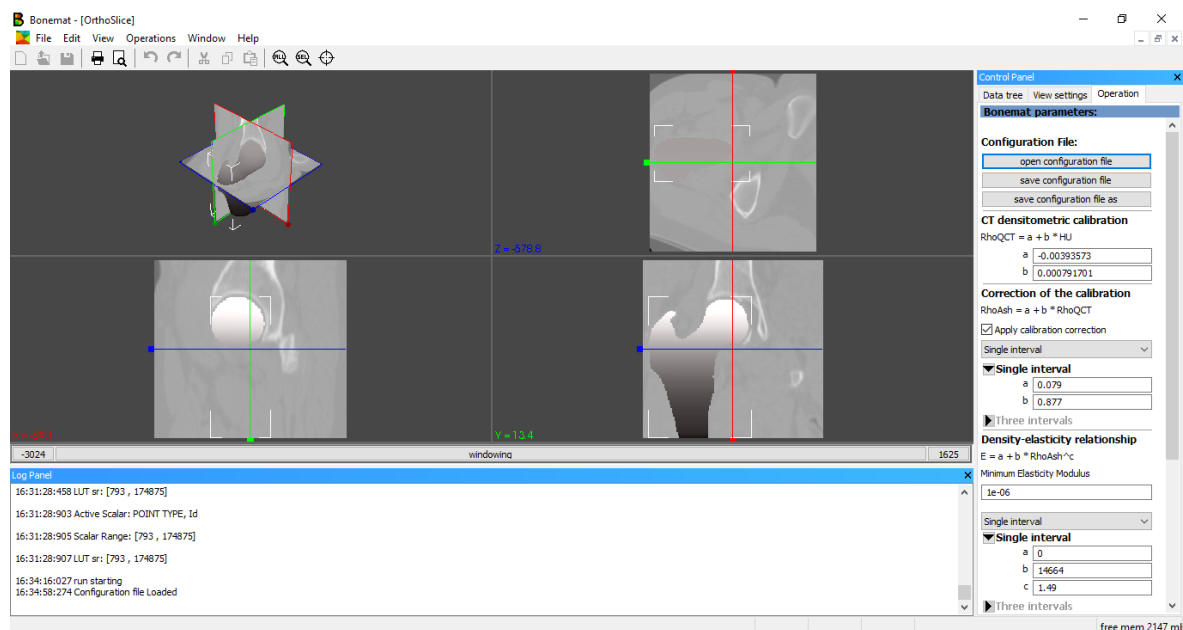 Bonemat - [OrthoSlice]
File Edit View Operations Window Help
ALL SEL
Z = -578.8
Y = 13.4
-3024 windowing 1625
Log Panel
16:31:28:458 LUT sr: [793 , 174875]
16:31:28:903 Active Scalar: POINT TYPE, Id
16:31:28:905 Scalar Range: [793 , 174875]
16:31:28:907 LUT sr: [793 , 174875]
16:34:16:027 run starting
16:34:58:274 Configuration file Loaded
Control Panel
Data tree View settings Operation
Bonemat parameters:
Configuration File:
open configuration file
save configuration file
save configuration file as
CT densitometric calibration
RhoQCT = a + b * HU
a -0.00393573
b 0.000791701
Correction of the calibration
RhoAsh = a + b * RhoQCT
Apply calibration correction
Single interval
Single interval
a 0.079
b 0.877
Three intervals
Density-elasticity relationship
E = a + b * RhoAsh^c
Minimum Elasticity Modulus
1e-06
Single interval
Single interval
a 0
b 14664
c 1.49
Three intervals
free mem 2147 mb